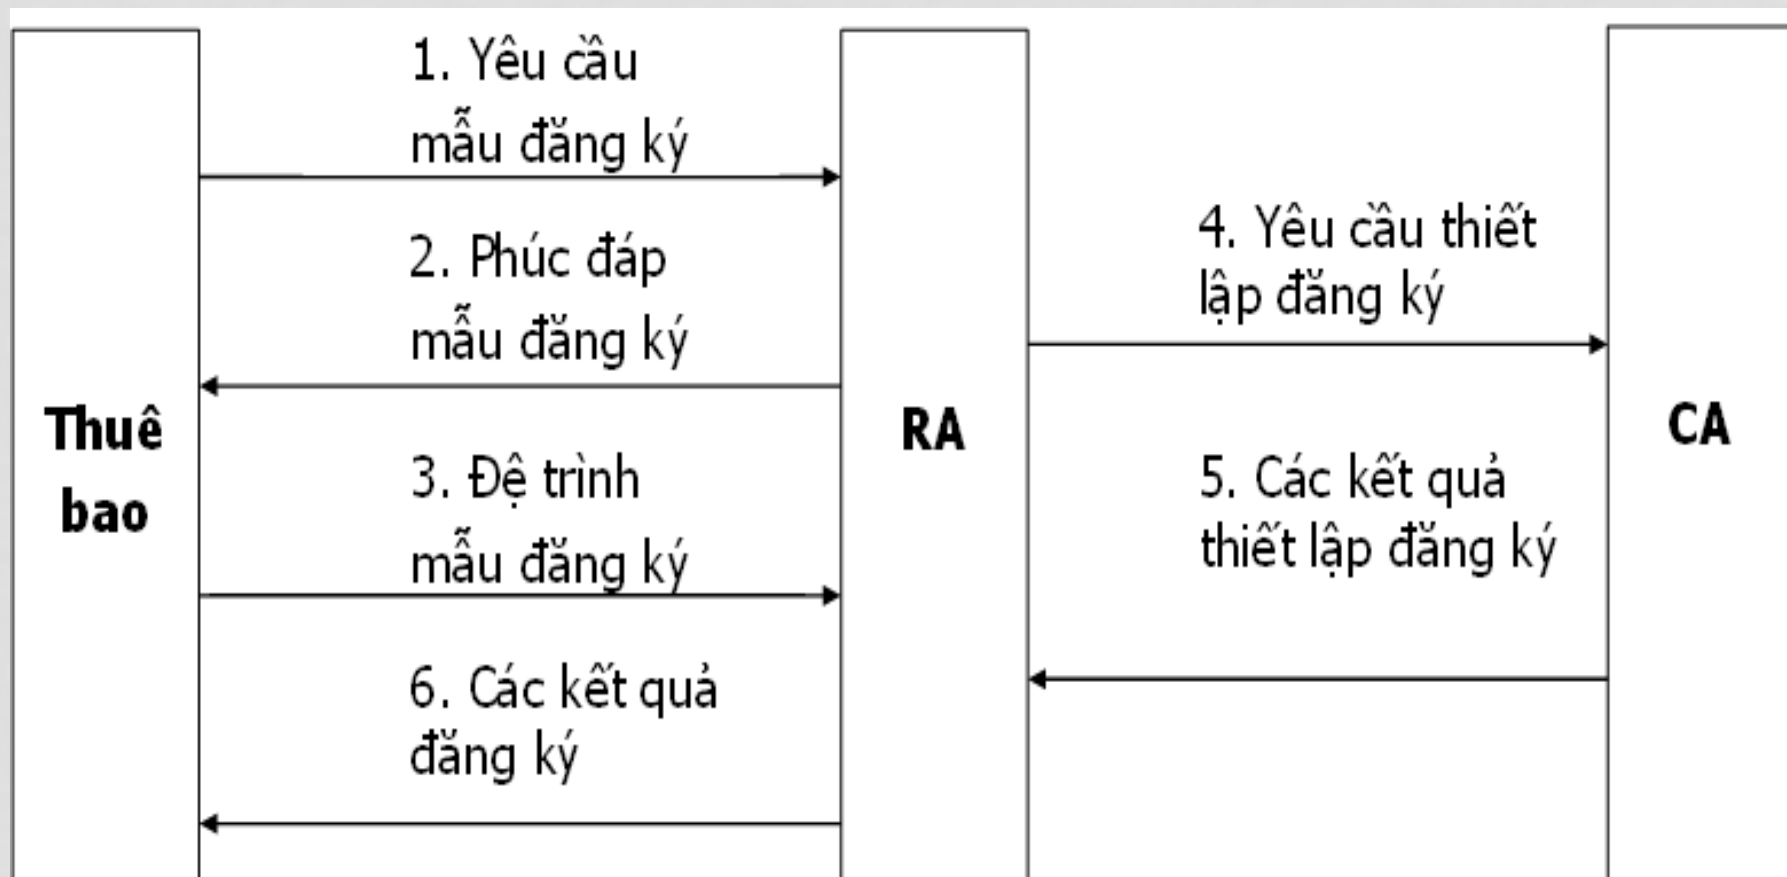 1. Yêu cầu
mẫu đăng ký
2. Phúc đáp
mẫu đăng ký
3. Đệ trình
mẫu đăng ký
6. Các kết quả
đăng ký
4. Yêu cầu thiết
lập đăng ký
5. Các kết quả
thiết lập đăng ký
Thuê
bao
RA
CA